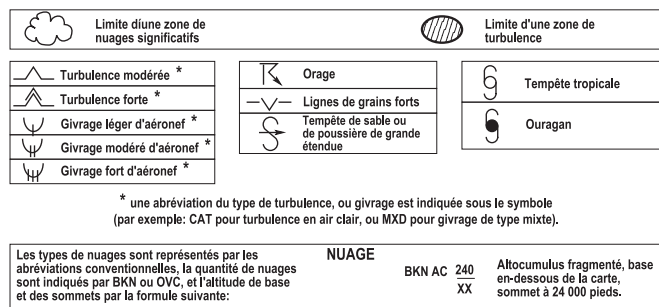 Limite díune zone de
nuages significatifs
Limite d'une zone de
turbulence
Turbulence modérée *
Turbulence forte *
Givrage léger d'aéronef *
Givrage modéré d'aéronef *
Givrage fort d'aéronef *
Orage
Lignes de grains forts
Tempête de sable ou
de poussière de grande
étendue
Tempête tropicale
Ouragan
* une abréviation du type de turbulence, ou givrage est indiquée sous le symbole
(par exemple: CAT pour turbulence en air clair, ou MXD pour givrage de type mixte).
NUAGE
Les types de nuages sont représentés par les
abréviations conventionnelles, la quantité de nuages
sont indiqués par BKN ou OVC, et l'altitude de base
et des sommets par la formule suivante:
BKN AC 240
XX
Altocumulus fragmenté, base
en-dessous de la carte,
sommet à 24 000 pieds.